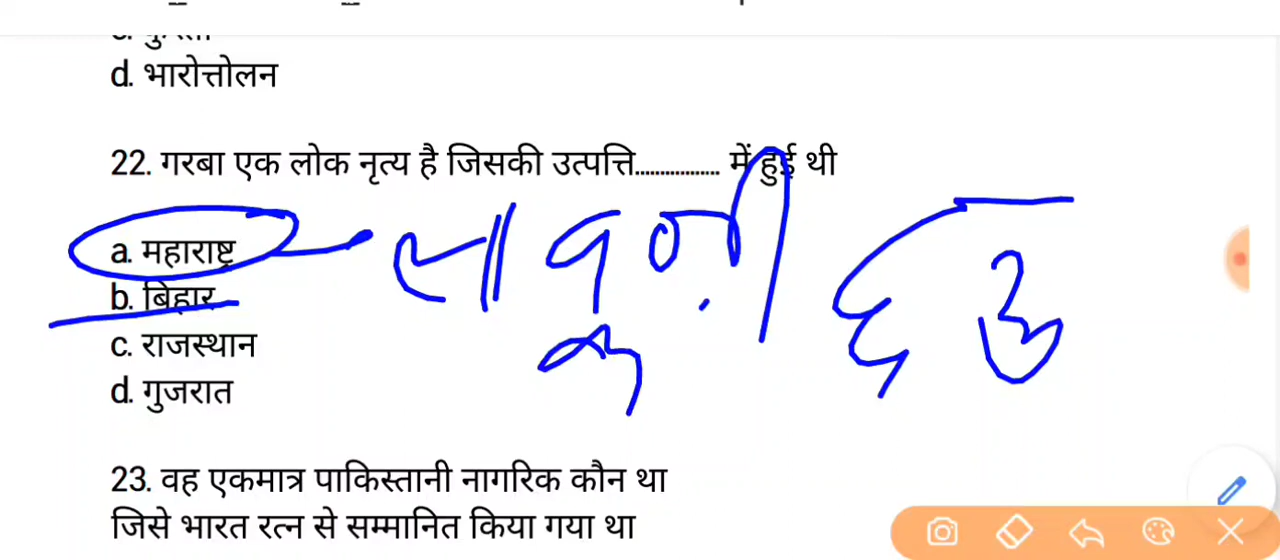 d. भारोत्तोलन
22. गरबा एक लोक नृत्य है जिसकी उत्पत्ति................. में हुई थी
a. महाराष्ट्र
b. बिहार
c. राजस्थान
d. गुजरात
23. वह एकमात्र पाकिस्तानी नागरिक कौन था
जिसे भारत रत्न से सम्मानित किया गया था